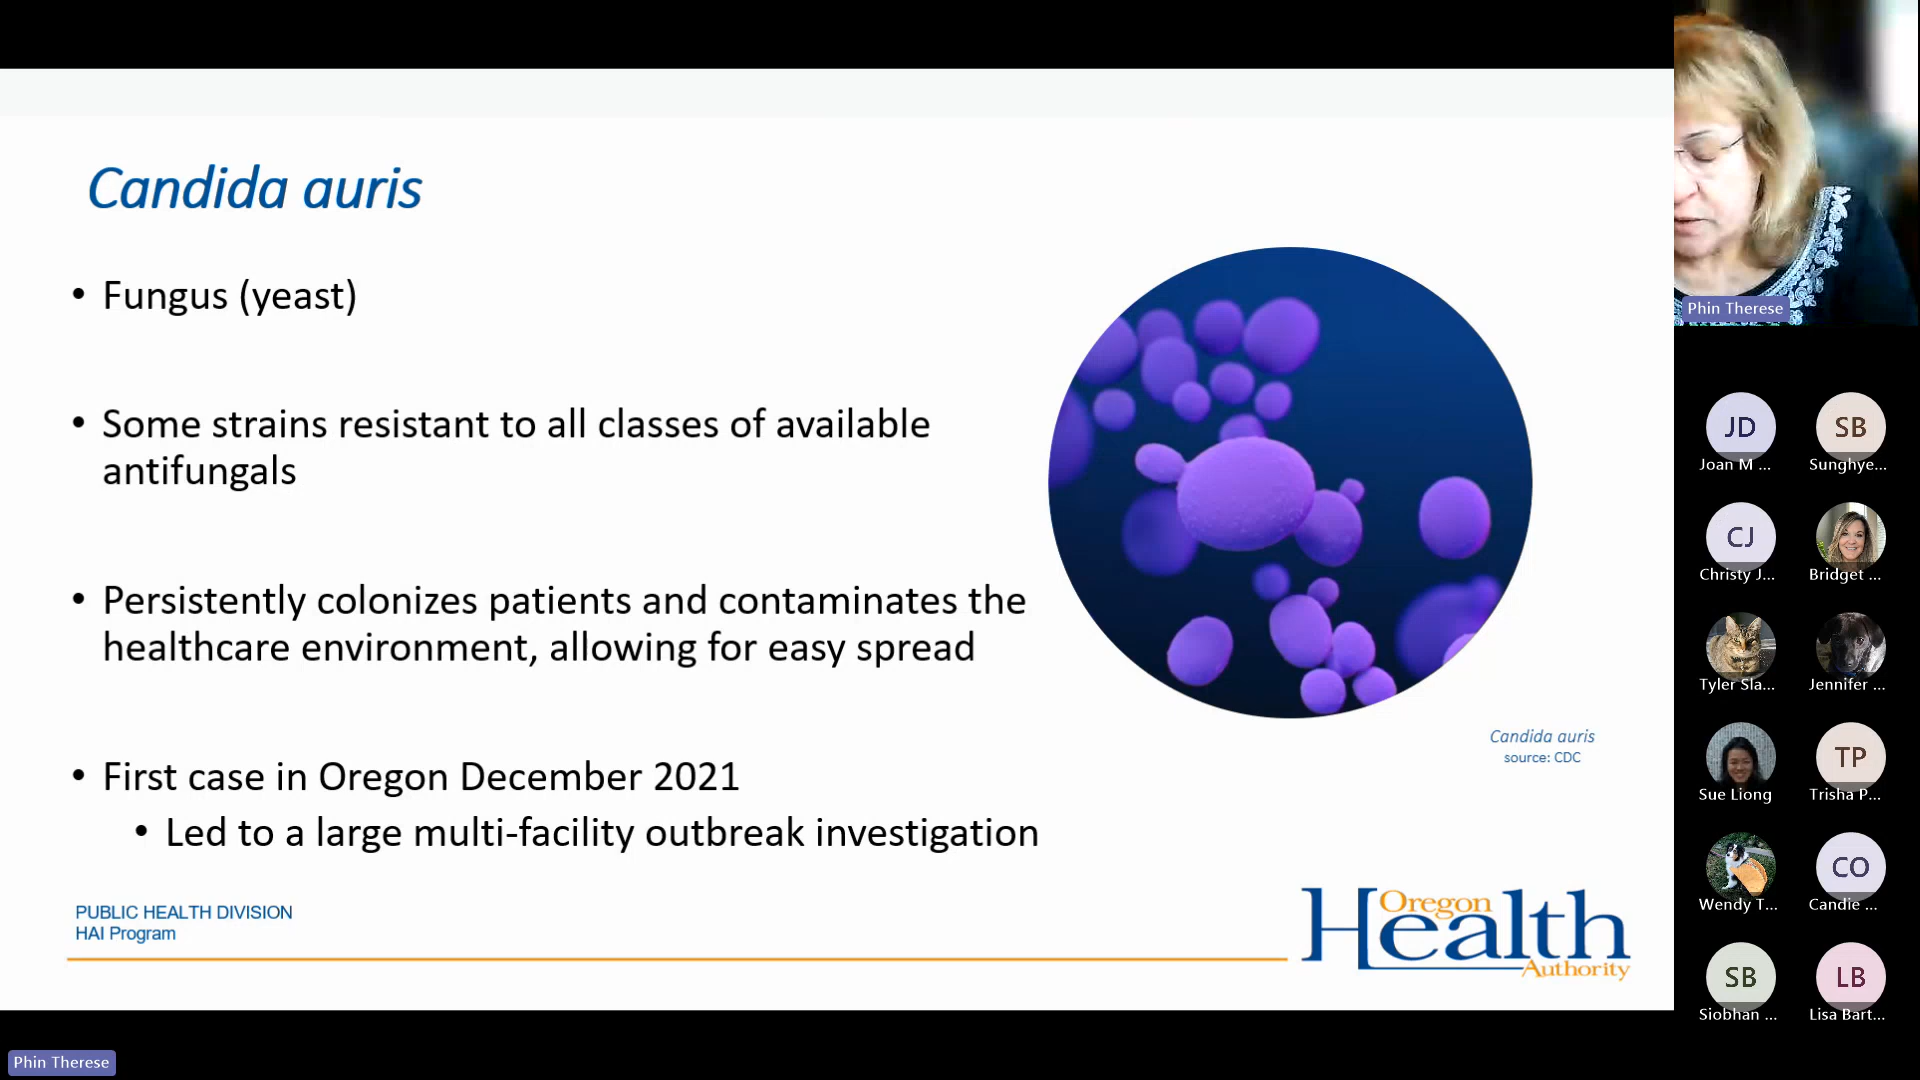 Candida auris
• Fungus (yeast)
• Some strains resistant to all classes of available
antifungals
• Persistently colonizes patients and contaminates the
healthcare environment, allowing for easy spread
• First case in Oregon December 2021
• Led to a large multi-facility outbreak investigation
Candida auris
source: CDC
PUBLIC HEALTH DIVISION
HAI Program
Oregon
Health
Authority
Phin Therese
JD
Joan M ...
SB
Sunghye...
CJ
Christy J...
Bridget ...
Tyler Sla...
Jennifer ...
Sue Liong
TP
Trisha P...
Wendy T...
CO
Candie ...
SB
Siobhan ...
LB
Lisa Bart...
Phin Therese